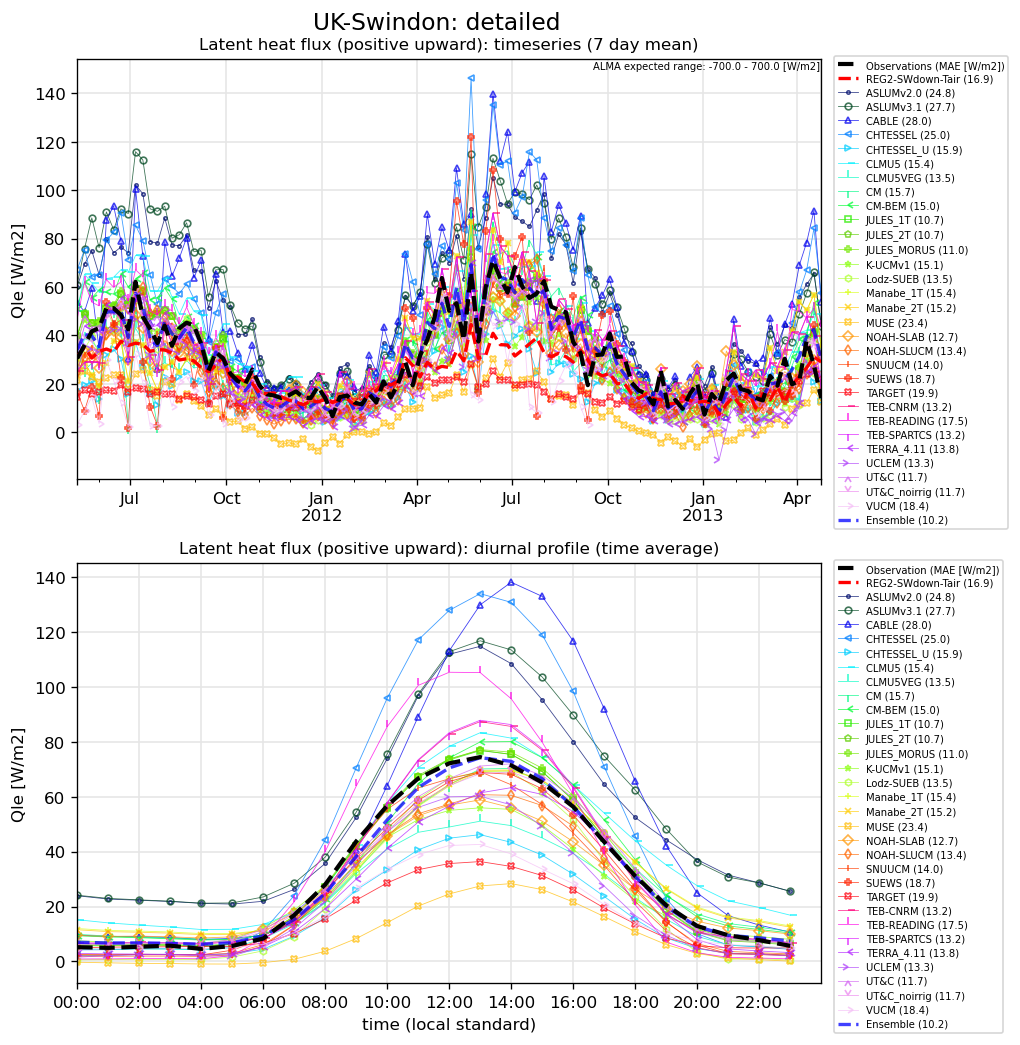 UK-Swindon: detailed
Latent heat flux (positive upward): timeseries (7 day mean)
ALMA expected range: -700.0 - 700.0 [W/m2]
Qle [W/m2]
140
120
100
80
60
40
20
0
Jul
Oct
Jan
2012
Apr
Jul
Oct
Jan
2013
Apr
Observations (MAE [W/m2])
REG2-SWdown-Tair (16.9)
ASLUMv2.0 (24.8)
ASLUMv3.1 (27.7)
CABLE (28.0)
CHTESSEL (25.0)
CHTESSEL_U (15.9)
CLMU5 (15.4)
CLMU5VEG (13.5)
CM (15.7)
CM-BEM (15.0)
JULES_1T (10.7)
JULES_2T (10.7)
JULES_MORUS (11.0)
K-UCMv1 (15.1)
Lodz-SUEB (13.5)
Manabe_1T (15.4)
Manabe_2T (15.2)
MUSE (23.4)
NOAH-SLAB (12.7)
NOAH-SLUCM (13.4)
SNUUCM (14.0)
SUEWS (18.7)
TARGET (19.9)
TEB-CNRM (13.2)
TEB-READING (17.5)
TEB-SPARTCS (13.2)
TERRA_4.11 (13.8)
UCLEM (13.3)
UT&C (11.7)
UT&C_noirrig (11.7)
VUCM (18.4)
Ensemble (10.2)
Latent heat flux (positive upward): diurnal profile (time average)
Qle [W/m2]
140
120
100
80
60
40
20
0
00:00
02:00
04:00
06:00
08:00
10:00
12:00
14:00
16:00
18:00
20:00
22:00
time (local standard)
Observation (MAE [W/m2])
REG2-SWdown-Tair (16.9)
ASLUMv2.0 (24.8)
ASLUMv3.1 (27.7)
CABLE (28.0)
CHTESSEL (25.0)
CHTESSEL_U (15.9)
CLMU5 (15.4)
CLMU5VEG (13.5)
CM (15.7)
CM-BEM (15.0)
JULES_1T (10.7)
JULES_2T (10.7)
JULES_MORUS (11.0)
K-UCMv1 (15.1)
Lodz-SUEB (13.5)
Manabe_1T (15.4)
Manabe_2T (15.2)
MUSE (23.4)
NOAH-SLAB (12.7)
NOAH-SLUCM (13.4)
SNUUCM (14.0)
SUEWS (18.7)
TARGET (19.9)
TEB-CNRM (13.2)
TEB-READING (17.5)
TEB-SPARTCS (13.2)
TERRA_4.11 (13.8)
UCLEM (13.3)
UT&C (11.7)
UT&C_noirrig (11.7)
VUCM (18.4)
Ensemble (10.2)